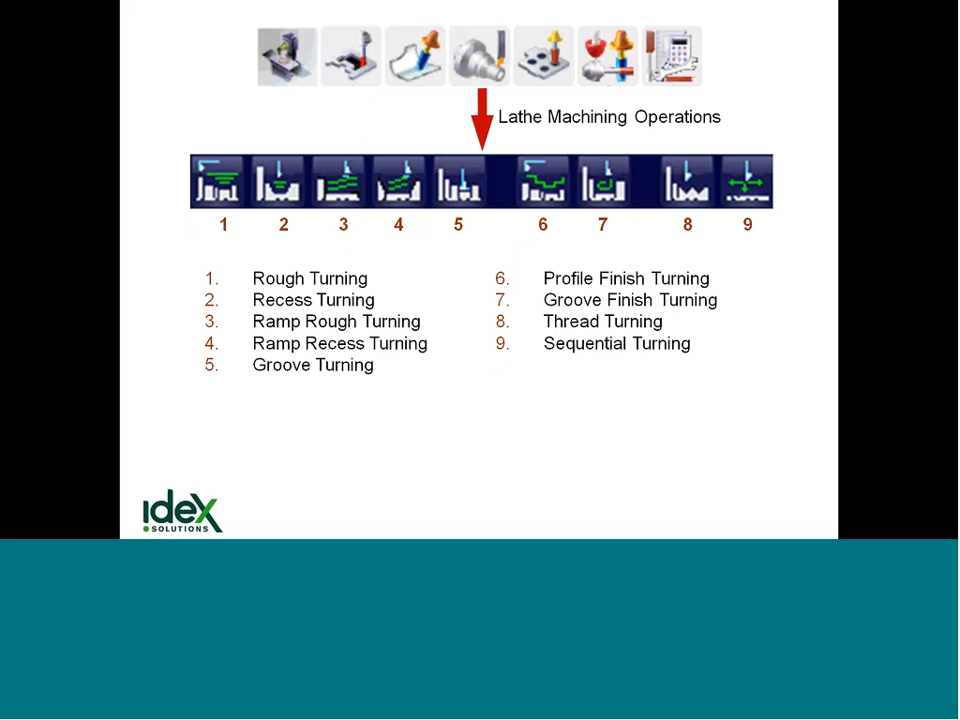 Lathe Machining Operations
1 2 3 4 5 6 7 8 9
1. Rough Turning
2. Recess Turning
3. Ramp Rough Turning
4. Ramp Recess Turning
5. Groove Turning
6. Profile Finish Turning
7. Groove Finish Turning
8. Thread Turning
9. Sequential Turning
idex
SOLUTIONS